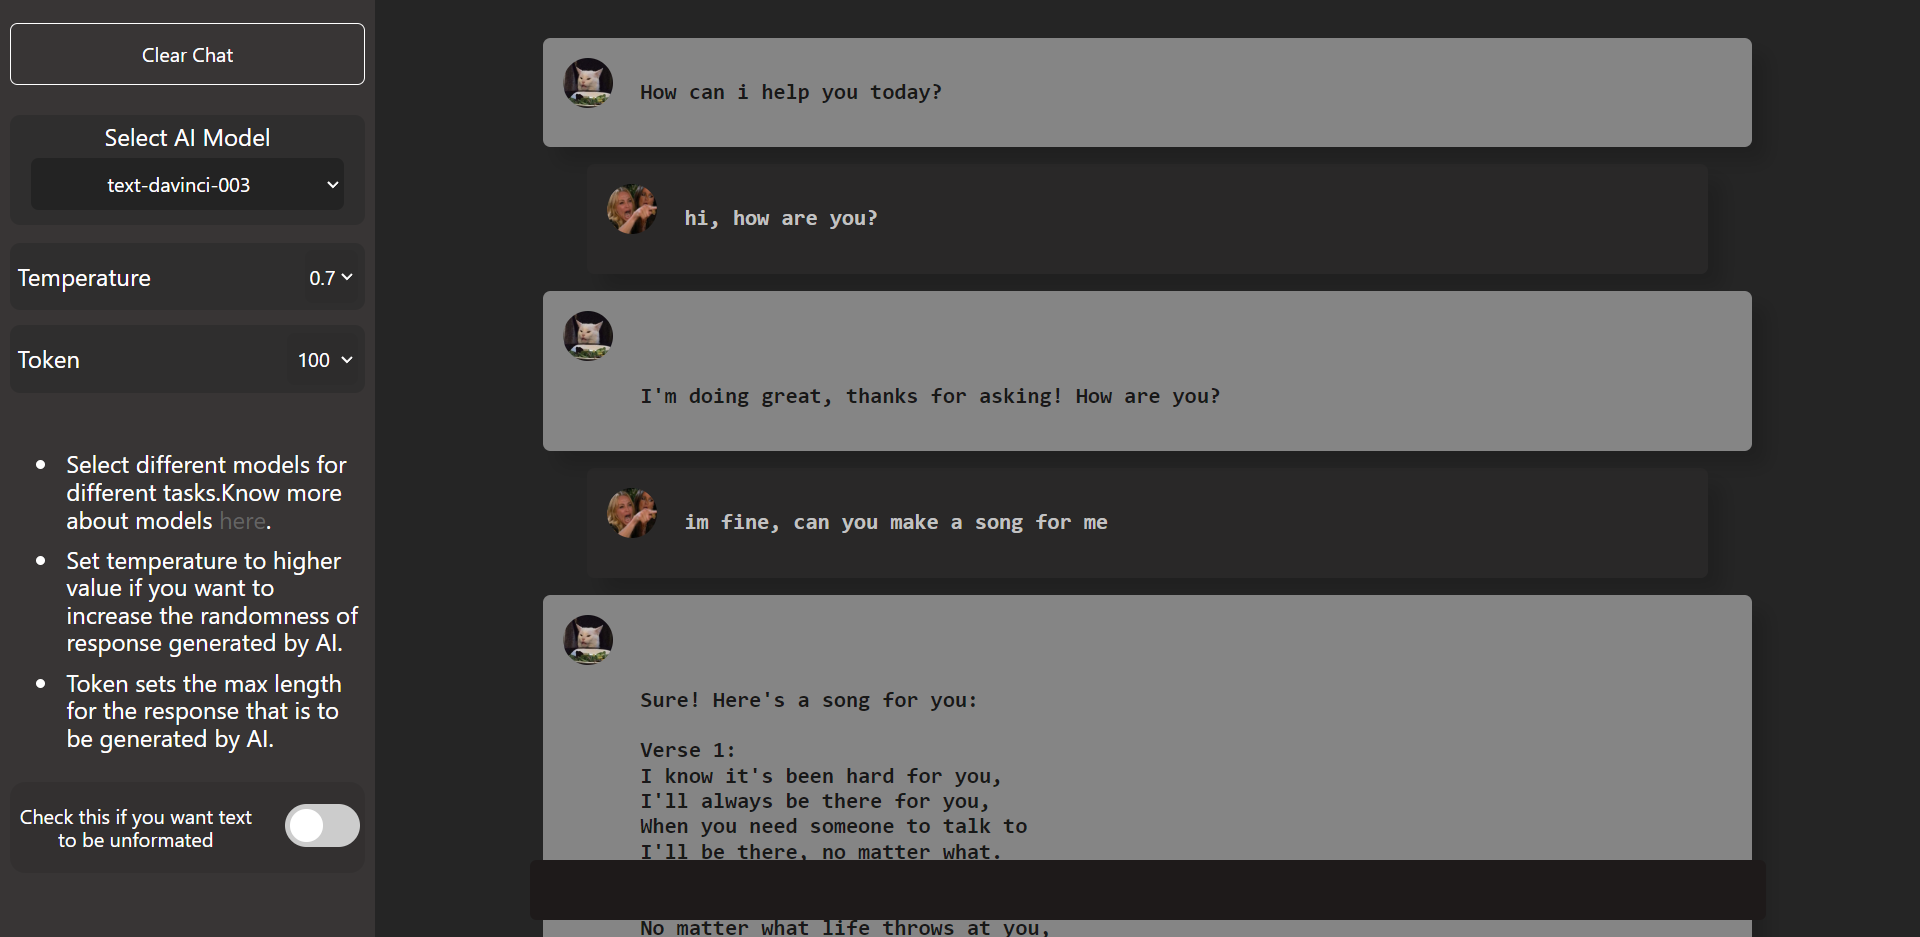 Clear Chat
Select AI Model
text-davinci-003
Temperature
0.7
Token
100
Select different models for
different tasks.Know more
about models here.
Set temperature to higher
value if you want to
increase the randomness of
response generated by AI.
Token sets the max length
for the response that is to
be generated by AI.
Check this if you want text
to be unformated
How can i help you today?
hi, how are you?
I'm doing great, thanks for asking! How are you?
im fine, can you make a song for me
Sure! Here's a song for you:
Verse 1:
I know it's been hard for you,
I'll always be there for you,
When you need someone to talk to
I'll be there, no matter what.
No matter what life throws at you,